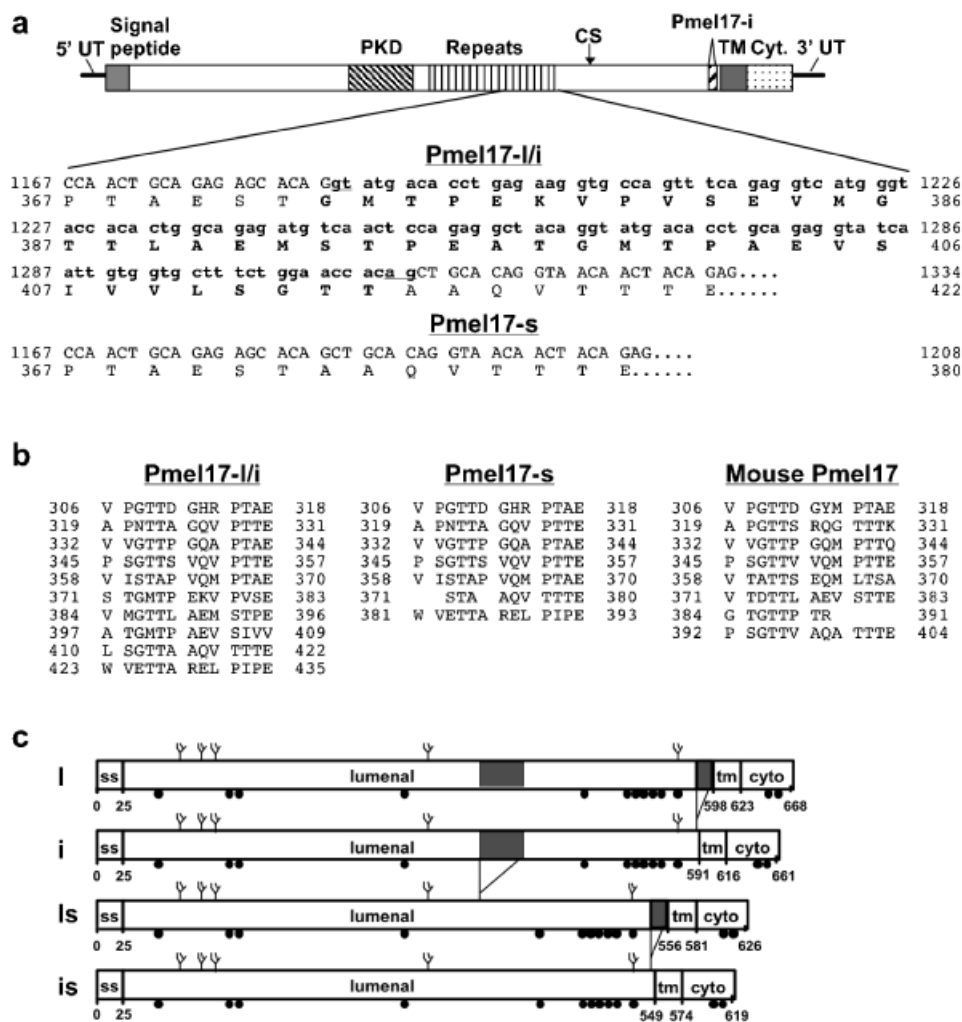 a
Signal peptide
5' UT
PKD
Repeats
CS
Pmel17-i
TM Cyt.
3' UT
Pmel17-l/i
1167 CCA ACT GCA GAG AGC ACA Ggt atg aca cct gag aag gtg cca gtt tca gag gtc atg ggt 1226
367 P T A E S T G M T P E K V P V S E V M G 386
1227 acc aca ctg gca gag atg tca act cca gag gct aca ggt atg aca cct gca gag gta tca 1286
387 T T L A E M S T P E A T G M T P A E V S 406
1287 att gtg gtg ctt tct gga acc aca gCT GCA CAG GTA ACA ACT ACA GAG.... 1334
407 I V V L S G T T A A Q V T T T E...... 422
Pmel17-s
1167 CCA ACT GCA GAG AGC ACA GCT GCA CAG GTA ACA ACT ACA GAG.... 1208
367 P T A E S T A A Q V T T T E...... 380
b
Pmel17-l/i
306 V PGTTD GHR PTAE 318
319 A PNTTA GQV PTTE 331
332 V VGTTP GQA PTAE 344
345 P SGTTS VQV PTTE 357
358 V ISTAP VQM PTAE 370
371 S TGMTP EKV PVSE 383
384 V MGTTL AEM STPE 396
397 A TGMTP AEV SIVV 409
410 L SGTTA AQV TTTE 422
423 W VETTA REL PIPE 435
Pmel17-s
306 V PGTTD GHR PTAE 318
319 A PNTTA GQV PTTE 331
332 V VGTTP GQA PTAE 344
345 P SGTTS VQV PTTE 357
358 V ISTAP VQM PTAE 370
371 STA AQV TTTE 380
381 W VETTA REL PIPE 393
Mouse Pmel17
306 V PGTTD GYM PTAE 318
319 A PGTTS RQG TTTK 331
332 V VGTTP GQM PTTQ 344
345 P SGTTV VQM PTTE 357
358 V TATTS EQM LTSA 370
371 V TDTTL AEV STTE 383
384 G TGTTP TR 391
392 P SGTTV AQA TTTE 404
c
l
ss
lumenal
tm
cyto
0 25 598 623 668
i
ss
lumenal
tm
cyto
0 25 591 616 661
ls
ss
lumenal
tm
cyto
0 25 556 581 626
is
ss
lumenal
tm
cyto
0 25 549 574 619